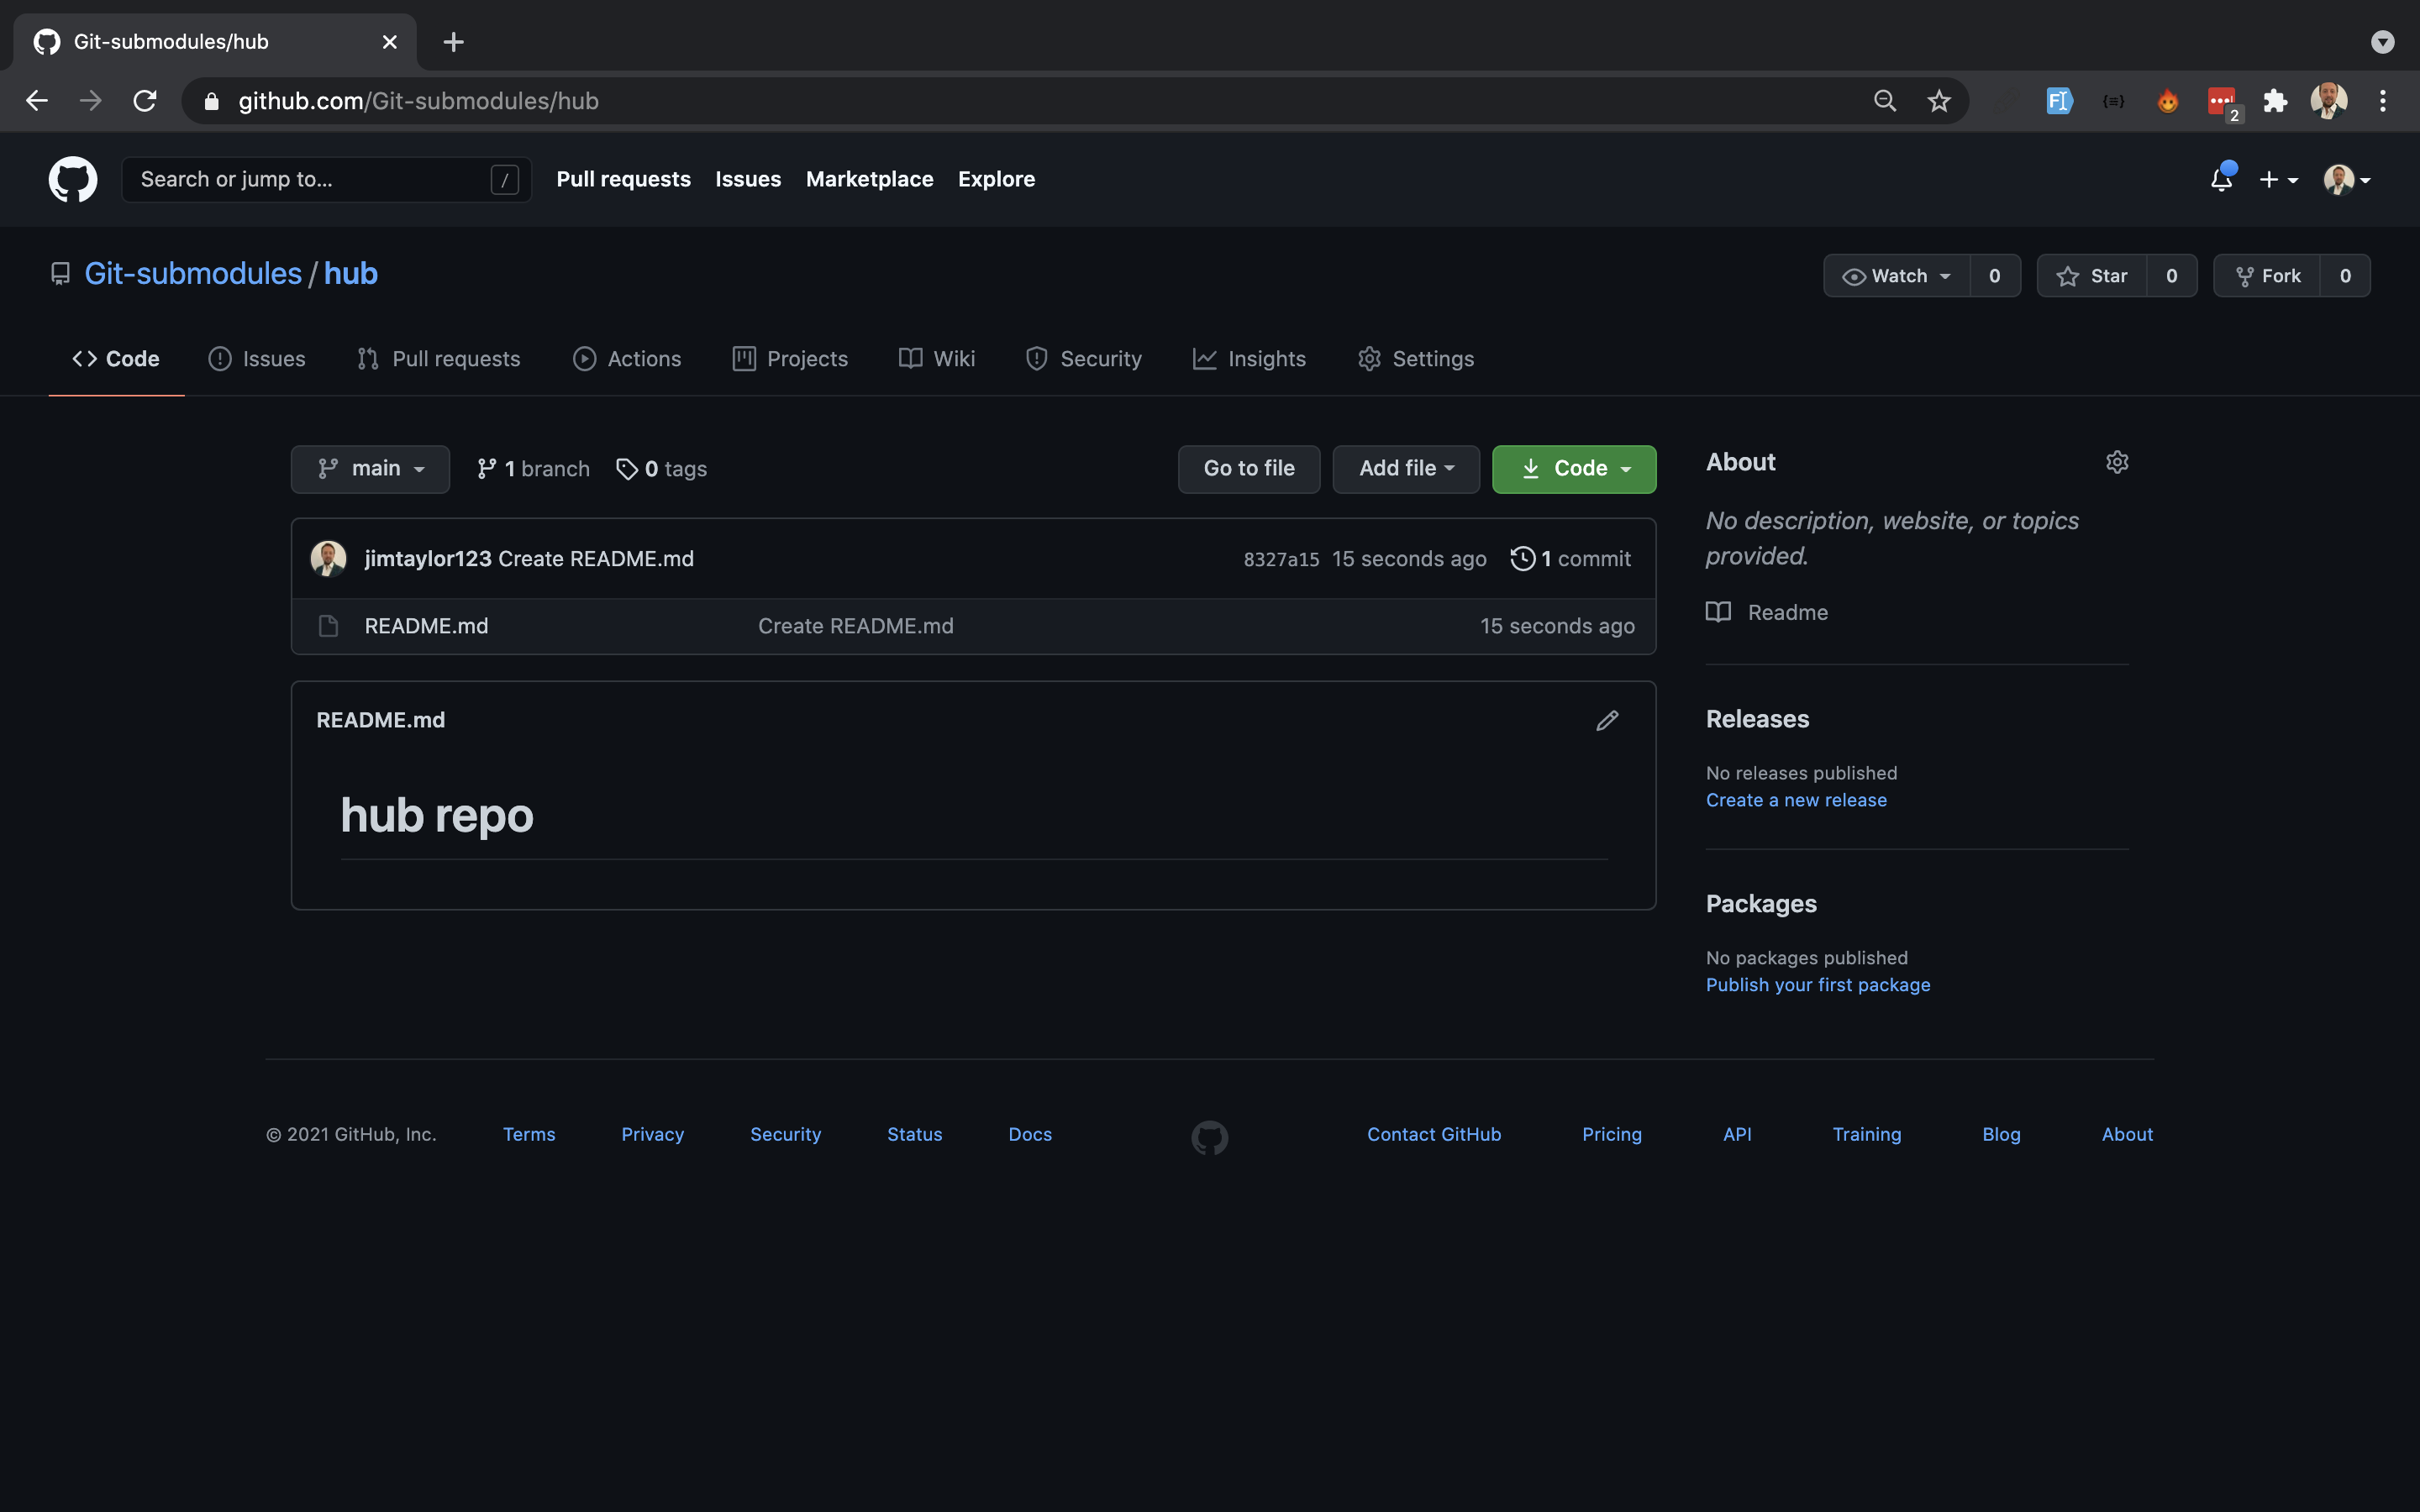 Git-submodules/hub
github.com/Git-submodules/hub
2
Search or jump to... /
Pull requests Issues Marketplace Explore
Git-submodules / hub
Watch 0 Star 0 Fork 0
Code Issues Pull requests Actions Projects Wiki Security Insights Settings
main 1 branch 0 tags
Go to file Add file Code
jimtaylor123 Create README.md 8327a15 15 seconds ago 1 commit
README.md Create README.md 15 seconds ago
README.md
hub repo
About
No description, website, or topics
provided.
Readme
Releases
No releases published
Create a new release
Packages
No packages published
Publish your first package
© 2021 GitHub, Inc. Terms Privacy Security Status Docs Contact GitHub Pricing API Training Blog About